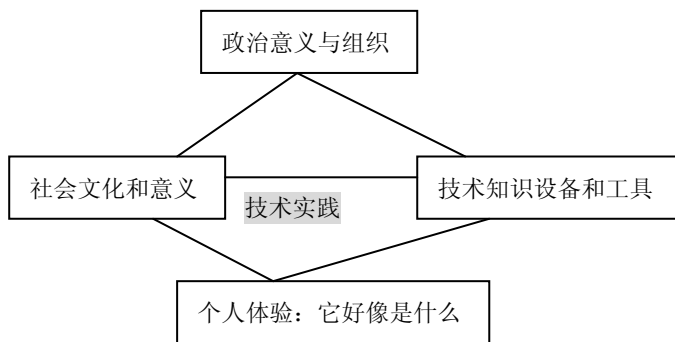 政治意义与组织
社会文化和意义
技术知识设备和工具
技术实践
个人体验：它好像是什么